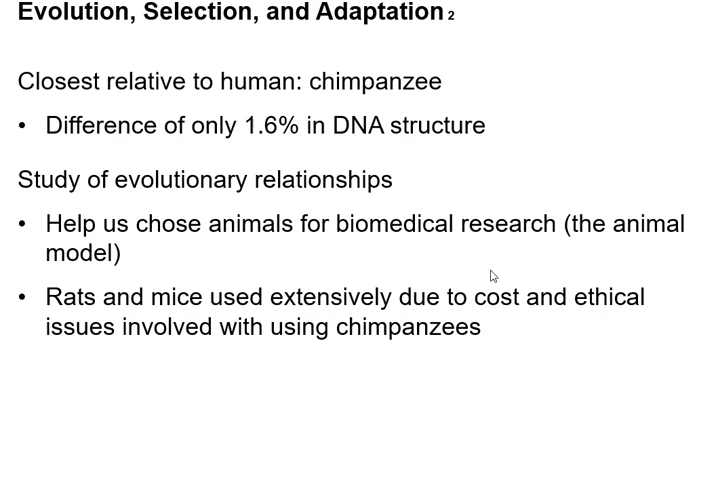 Evolution, Selection, and Adaptation 2
Closest relative to human: chimpanzee
• Difference of only 1.6% in DNA structure
Study of evolutionary relationships
• Help us chose animals for biomedical research (the animal
model)
• Rats and mice used extensively due to cost and ethical
issues involved with using chimpanzees